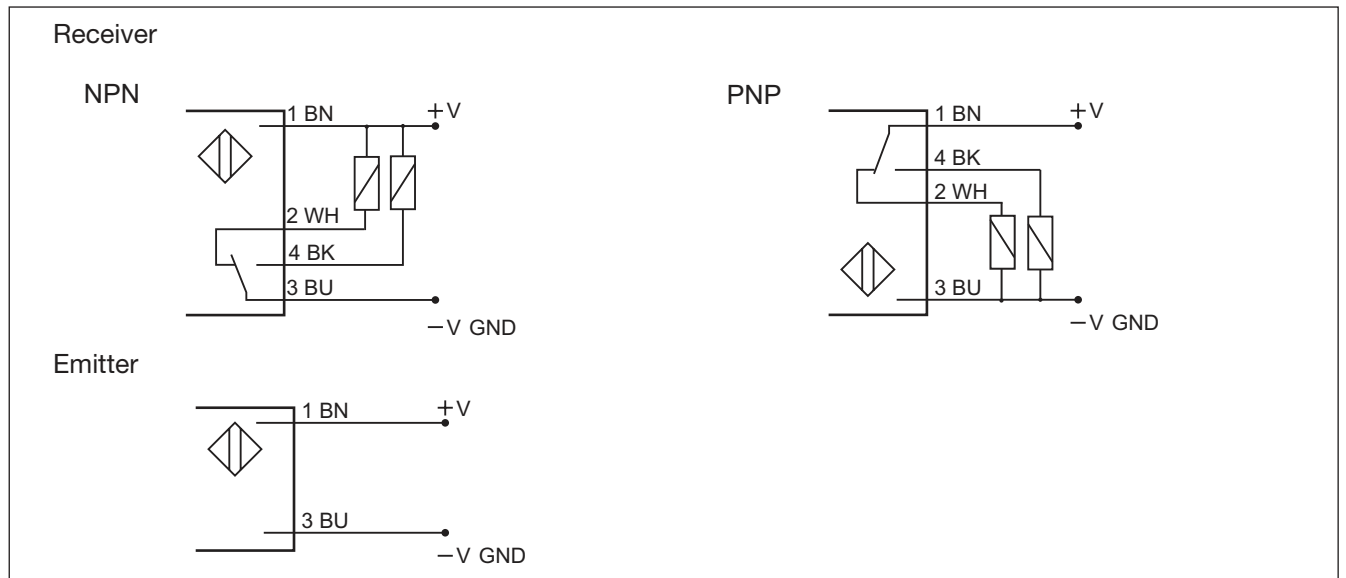 Receiver
NPN
1 BN
+V
2 WH
4 BK
3 BU
−V GND
PNP
1 BN
+V
4 BK
2 WH
3 BU
−V GND
Emitter
1 BN
+V
3 BU
−V GND